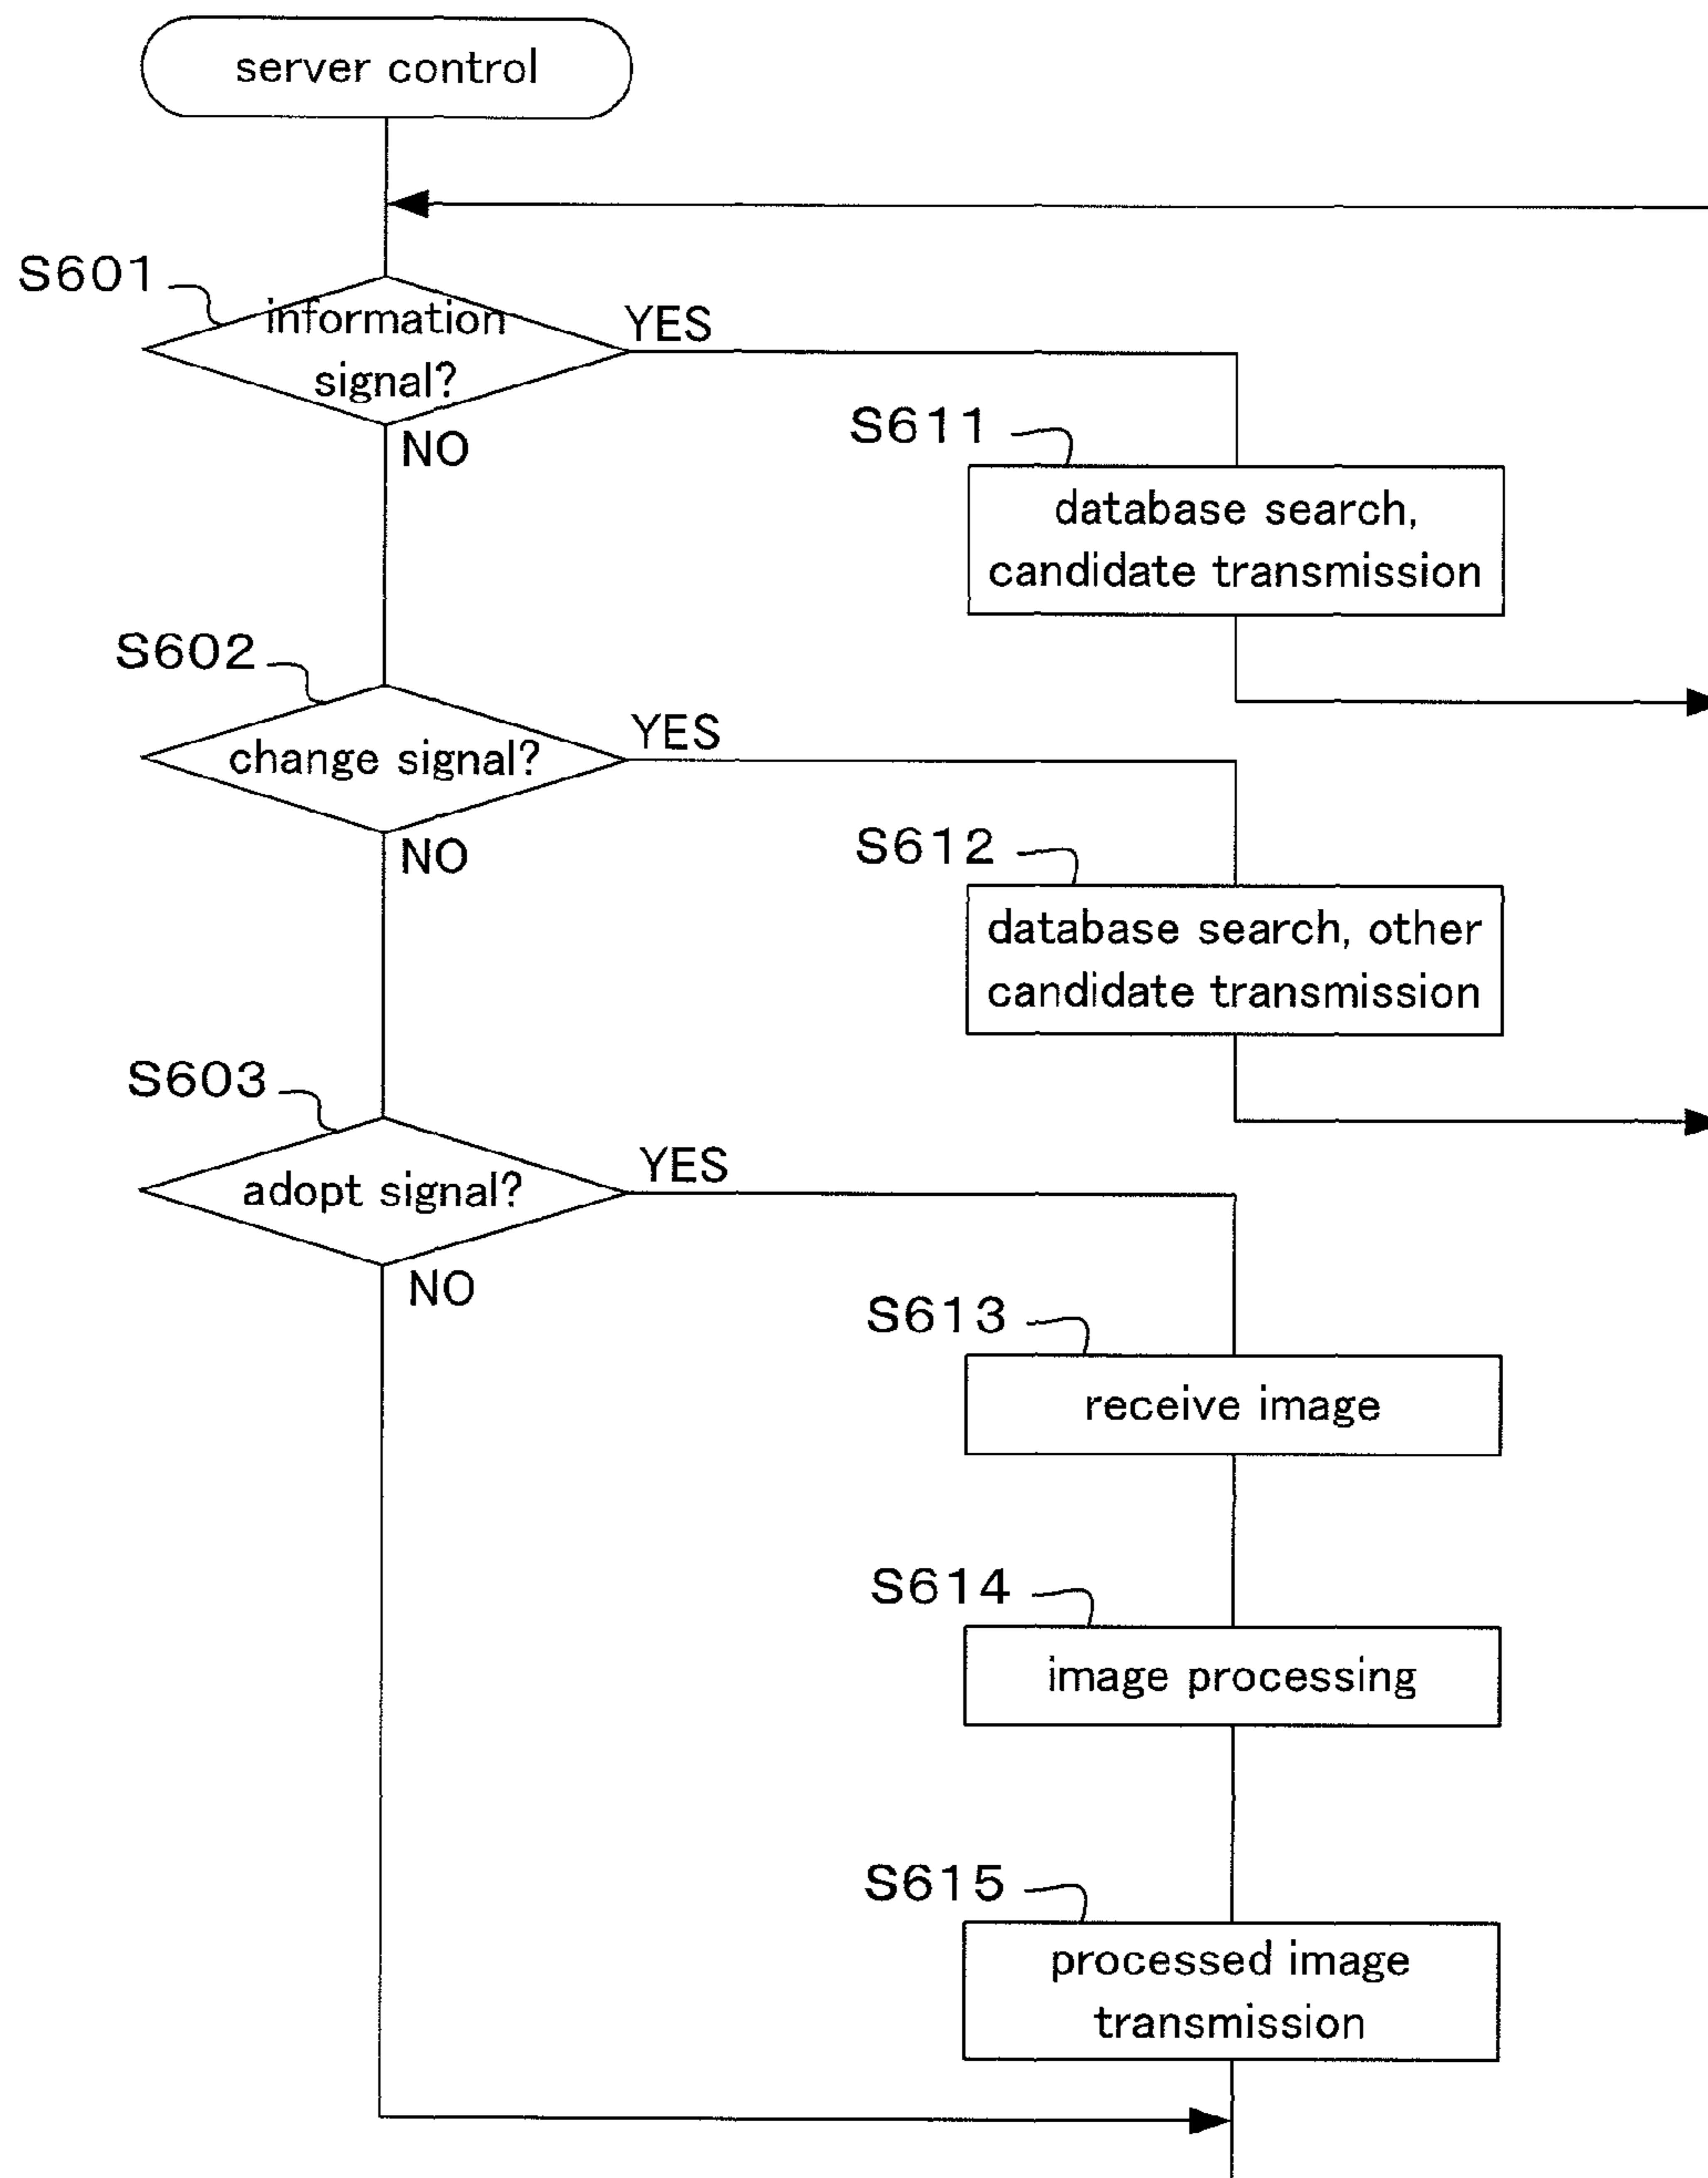 server control
S601
information
signal?
YES
NO
S611
database search,
candidate transmission
S602
change signal?
YES
NO
S612
database search, other
candidate transmission
S603
adopt signal?
YES
NO
S613
receive image
S614
image processing
S615
processed image
transmission